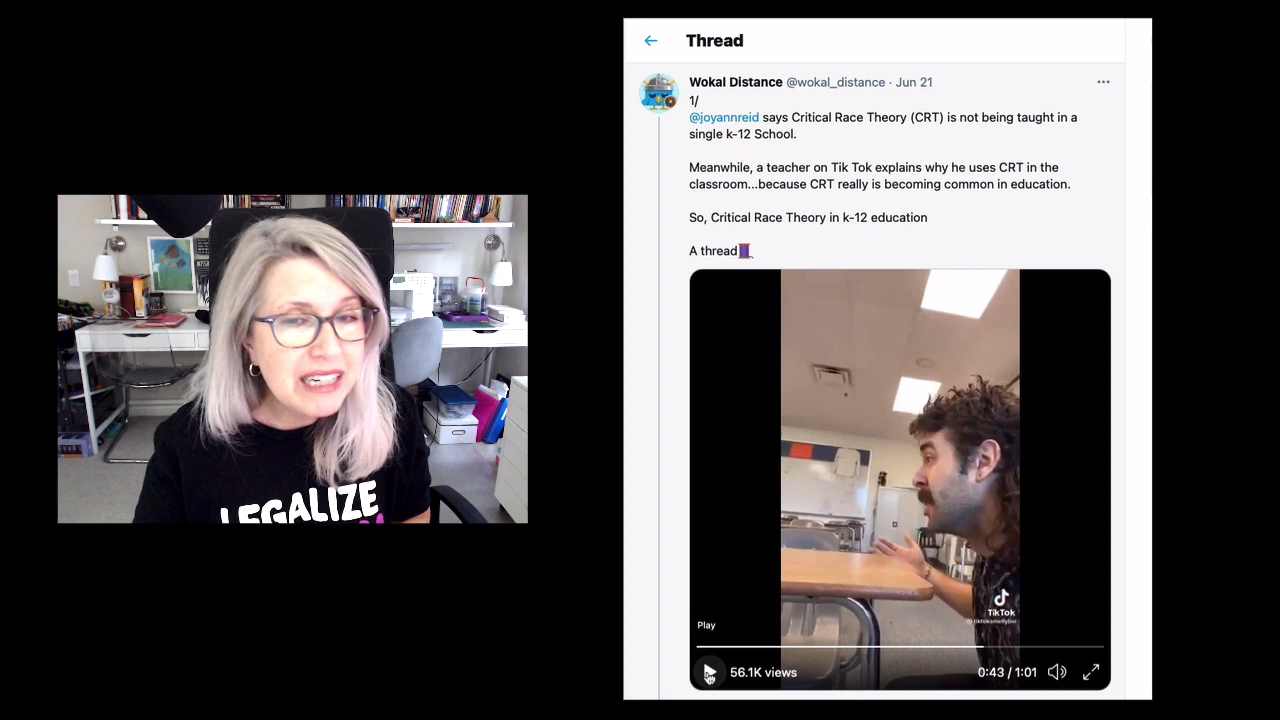 Thread
Wokal Distance @wokal_distance · Jun 21
1/
@joyannreid says Critical Race Theory (CRT) is not being taught in a
single k-12 School.
Meanwhile, a teacher on Tik Tok explains why he uses CRT in the
classroom...because CRT really is becoming common in education.
So, Critical Race Theory in k-12 education
A thread
LEGALIZE
TikTok
Play
56.1K views
0:43 / 1:01